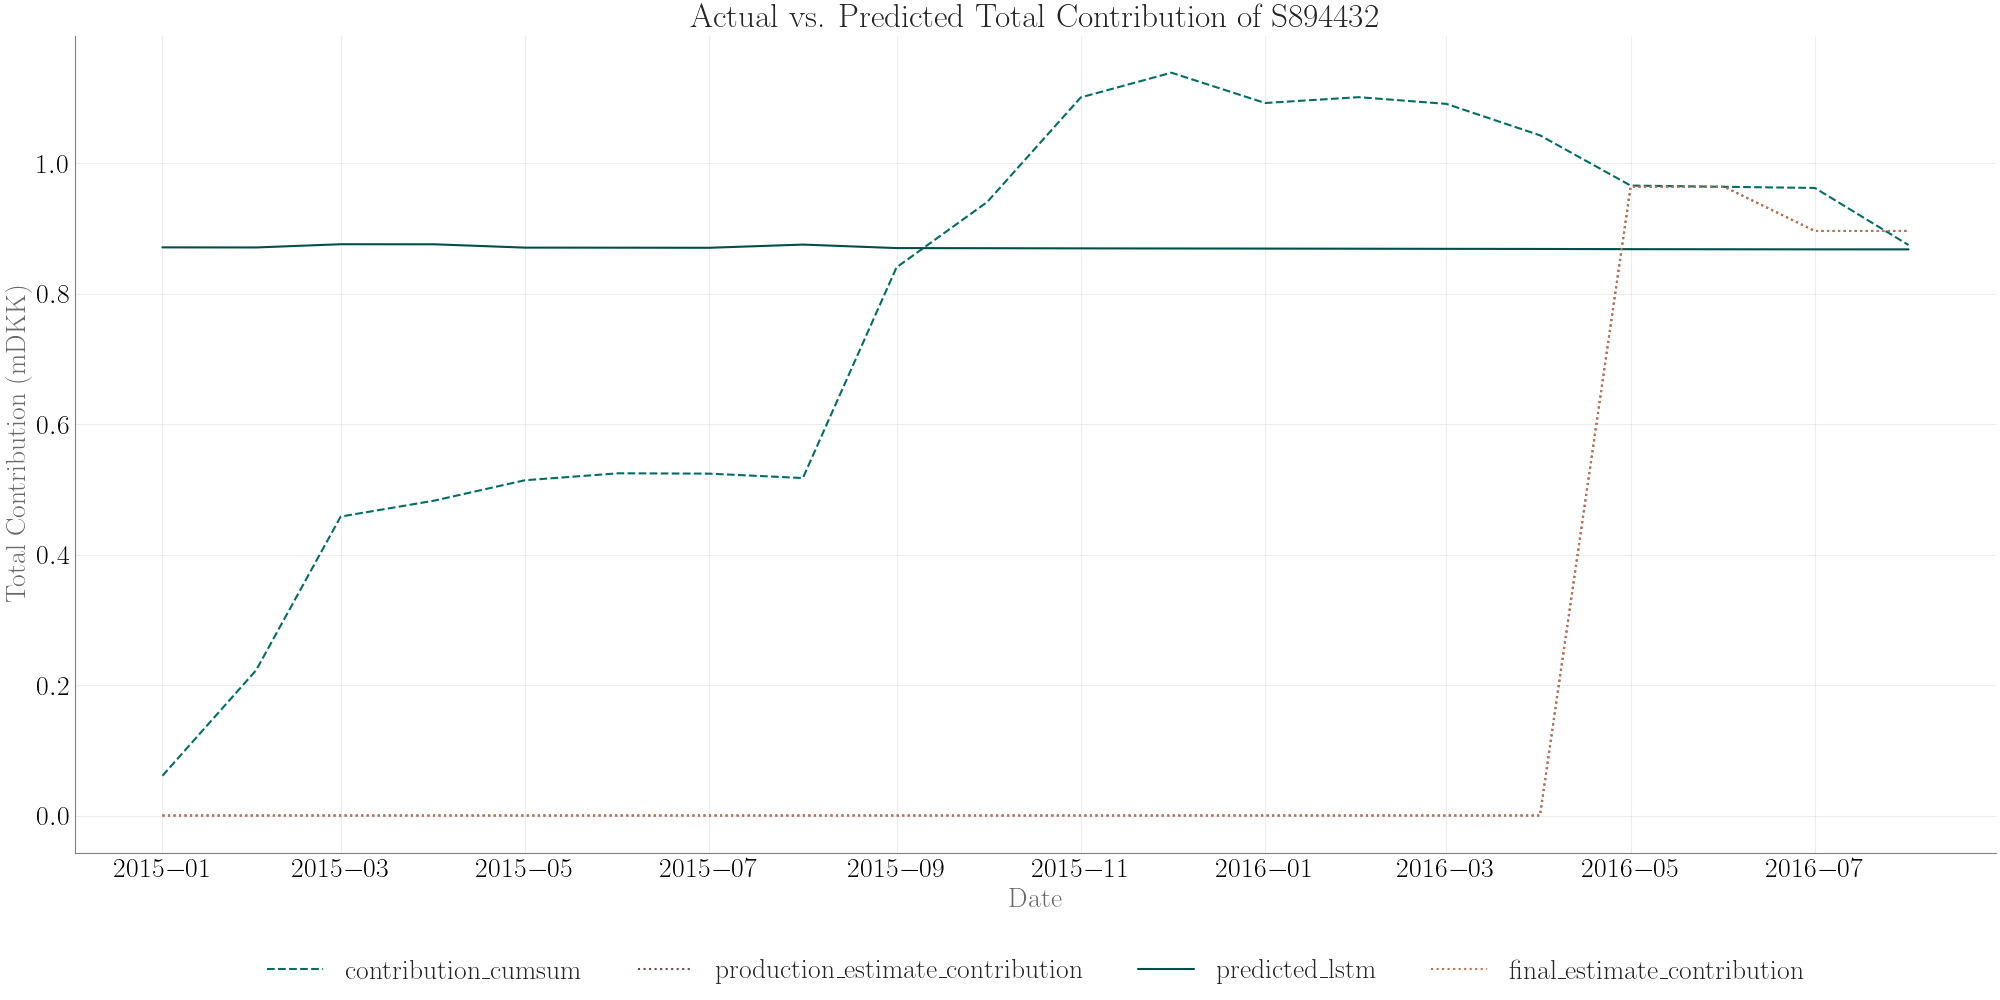 Actual vs. Predicted Total Contribution of S894432
Total Contribution (mDKK)
1.0
0.8
0.6
0.4
0.2
0.0
2015–01 2015–03 2015–05 2015–07 2015–09 2015–11 2016–01 2016–03 2016–05 2016–07
Date
contribution_cumsum production_estimate_contribution predicted_lstm final_estimate_contribution